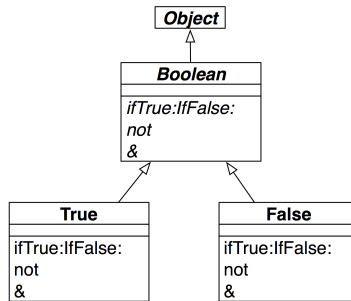 Object
Boolean
ifTrue:IfFalse:
not
&
True
ifTrue:IfFalse:
not
&
False
ifTrue:IfFalse:
not
&